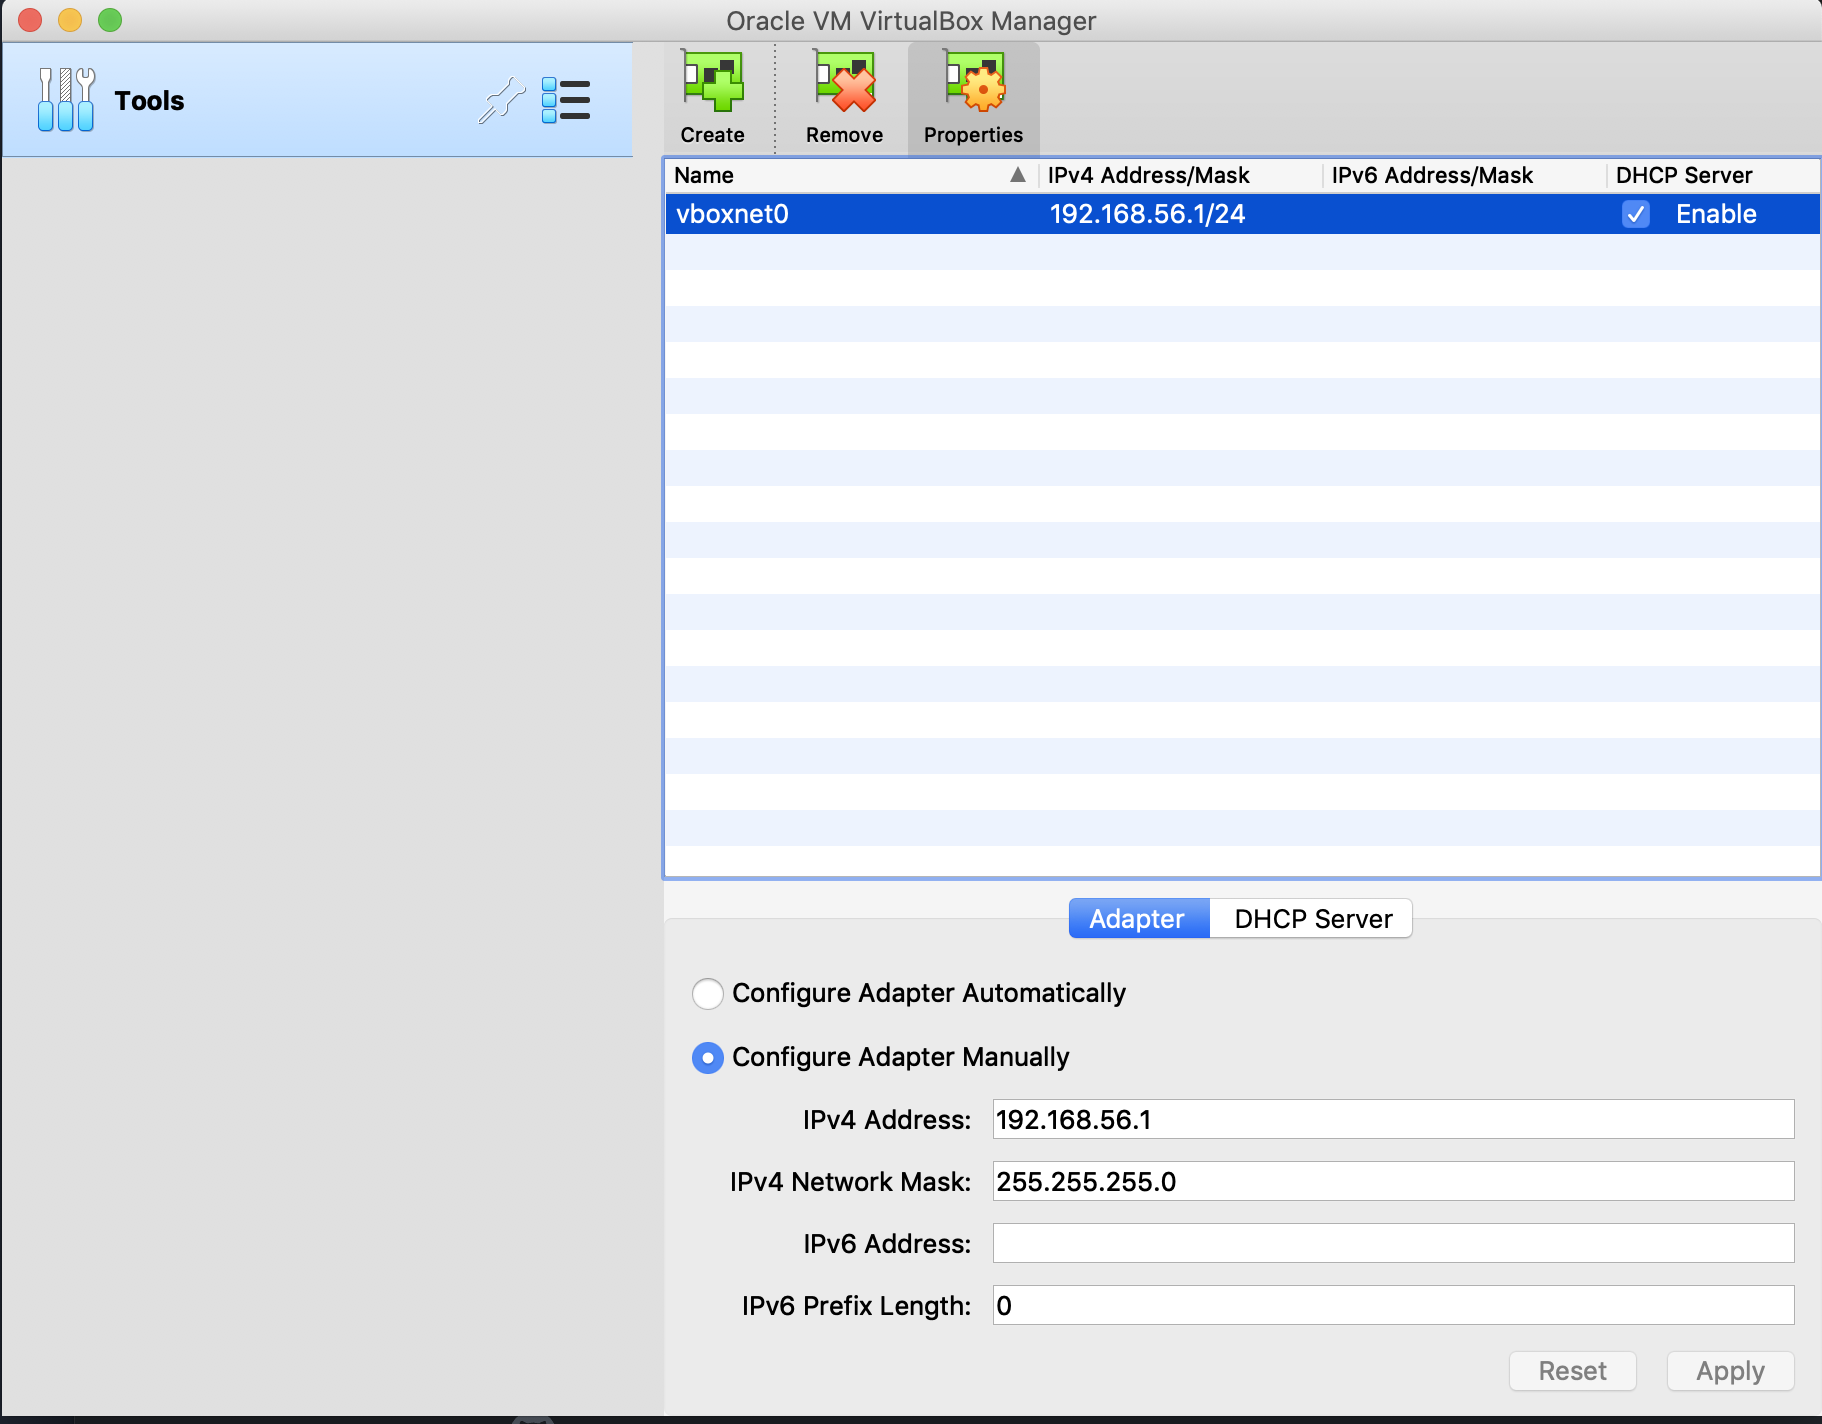 Oracle VM VirtualBox Manager
Tools
Create Remove Properties
Name IPv4 Address/Mask IPv6 Address/Mask DHCP Server
vboxnet0 192.168.56.1/24 Enable
Adapter DHCP Server
Configure Adapter Automatically
Configure Adapter Manually
IPv4 Address: 192.168.56.1
IPv4 Network Mask: 255.255.255.0
IPv6 Address:
IPv6 Prefix Length: 0
Reset Apply